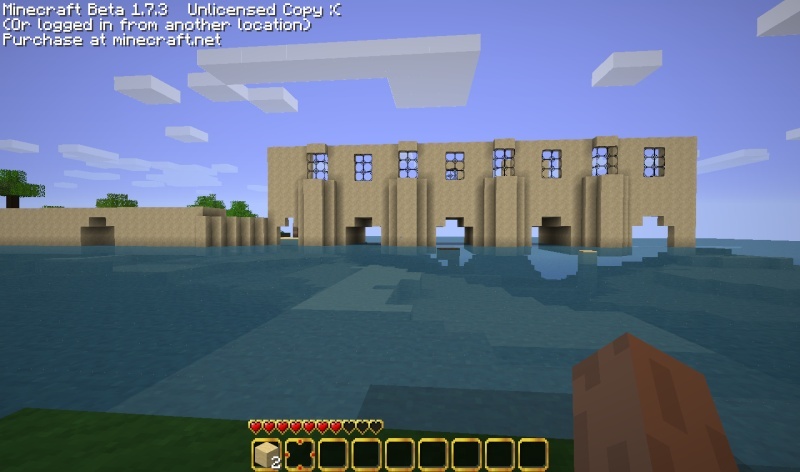 Minecraft Beta 1.7.3   Unlicensed Copy :(
(Or logged in from another location)
Purchase at minecraft.net
2